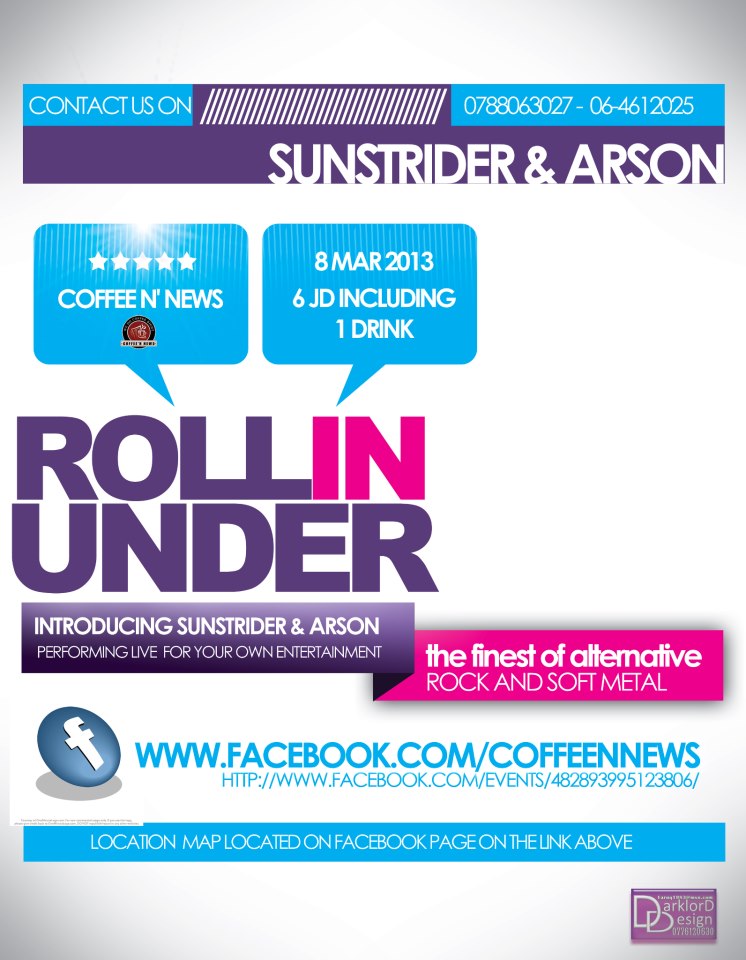 CONTACT US ON
0788063027 - 06-4612025
SUNSTRIDER & ARSON
COFFEE N' NEWS
COFFEE'N NEWS
8 MAR 2013
6 JD INCLUDING
1 DRINK
ROLLIN
UNDER
INTRODUCING SUNSTRIDER & ARSON
PERFORMING LIVE FOR YOUR OWN ENTERTAINMENT
the finest of alternative
ROCK AND SOFT METAL
f
WWW.FACEBOOK.COM/COFFEENNEWS
HTTP://WWW.FACEBOOK.COM/EVENTS/482893995123806/
LOCATION MAP LOCATED ON FACEBOOK PAGE ON THE LINK ABOVE
DarklorD
Design
0776120630